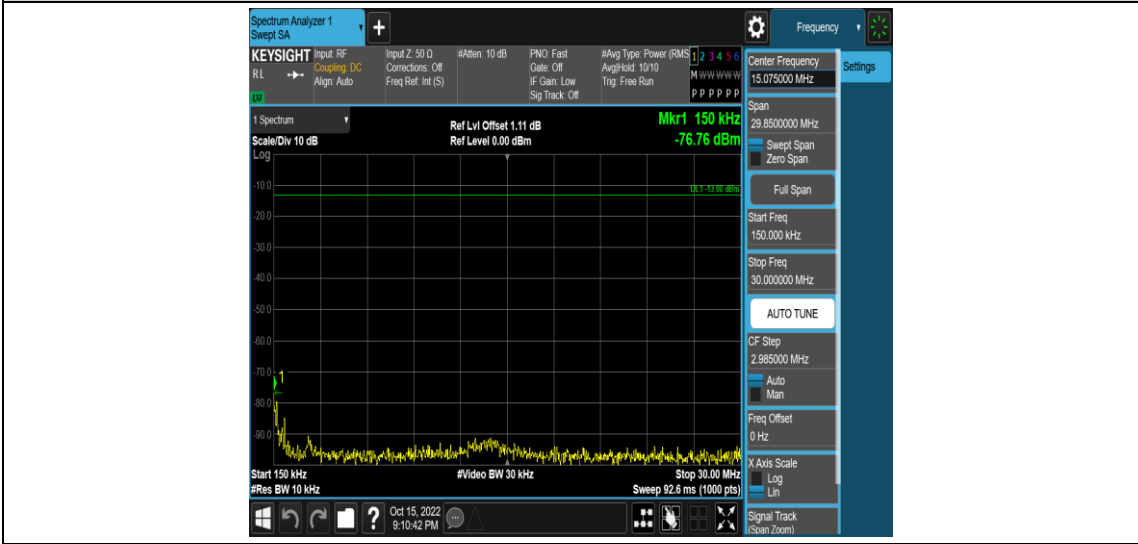 Spectrum Analyzer 1
Swept SA
+
Frequency
KEYSIGHT
RL
Input: RF
Coupling: DC
Align: Auto
Input Z: 50 Ω
Corrections: Off
Freq Ref: Int (S)
#Atten: 10 dB
PNO: Fast
Gate: Off
IF Gain: Low
Sig Track: Off
#Avg Type: Power (RMS
Avg|Hold: 10/10
Trig: Free Run
1 2 3 4 5 6
M W W W W W
P P P P P P
1 Spectrum
Scale/Div 10 dB
Log
Ref Lvl Offset 1.11 dB
Ref Level 0.00 dBm
Mkr1 150 kHz
-76.76 dBm
DL1 -13.00 dBm
-10.0
-20.0
-30.0
-40.0
-50.0
-60.0
-70.0
1
-80.0
-90.0
Start 150 kHz
#Res BW 10 kHz
#Video BW 30 kHz
Stop 30.00 MHz
Sweep 92.6 ms (1000 pts)
?
Oct 15, 2022
9:10:42 PM
Center Frequency
15.075000 MHz
Settings
Span
29.8500000 MHz
Swept Span
Zero Span
Full Span
Start Freq
150.000 kHz
Stop Freq
30.000000 MHz
AUTO TUNE
CF Step
2.985000 MHz
Auto
Man
Freq Offset
0 Hz
X Axis Scale
Log
Lin
Signal Track
(Span Zoom)